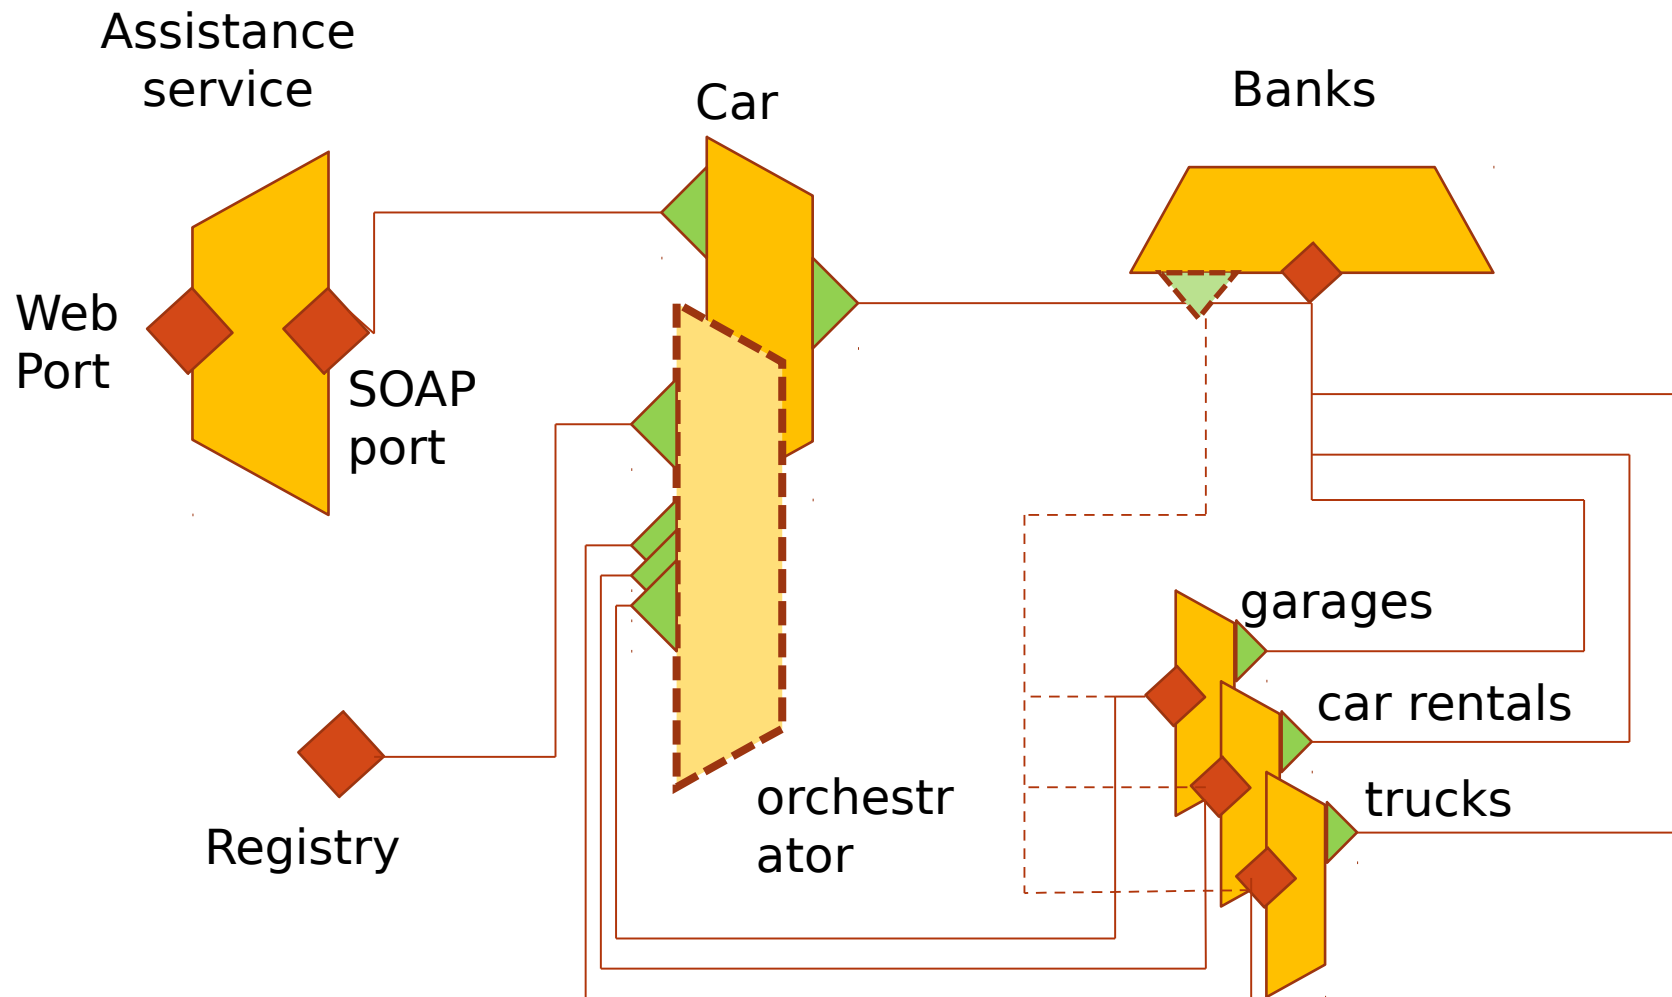 Assistance
service
Car
Banks
Web
Port
SOAP
port
garages
car rentals
trucks
orchestr
ator
Registry